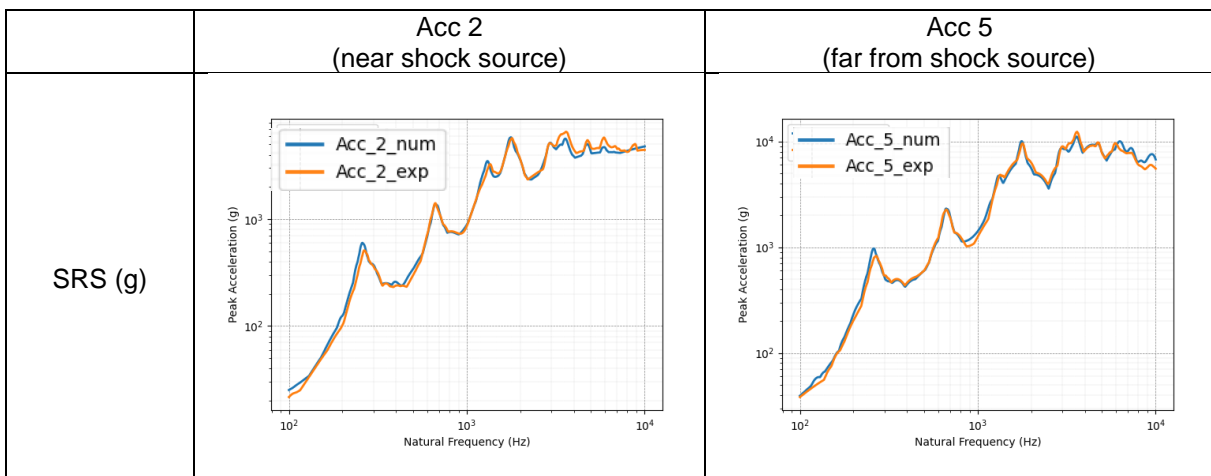 Acc 2
(near shock source)
Acc 5
(far from shock source)
SRS (g)
Acc_2_num
Acc_2_exp
10³
10²
Peak Acceleration (g)
10²
10³
10⁴
Natural Frequency (Hz)
Acc_5_num
Acc_5_exp
10⁴
10³
10²
Peak Acceleration (g)
10²
10³
10⁴
Natural Frequency (Hz)